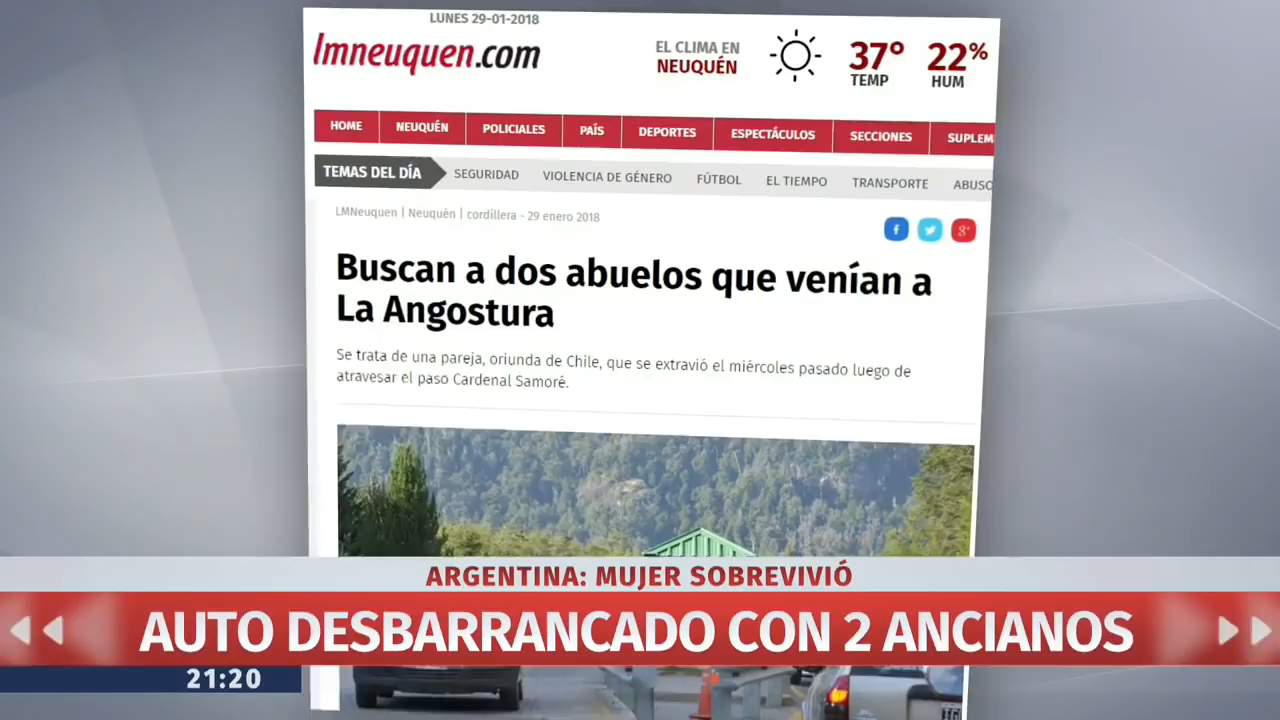 LUNES 29-01-2018
lmneuquen.com
EL CLIMA EN
NEUQUÉN
37°
TEMP
22%
HUM
HOME
NEUQUÉN
POLICIALES
PAÍS
DEPORTES
ESPECTÁCULOS
SECCIONES
SUPLEM
TEMAS DEL DÍA
SEGURIDAD
VIOLENCIA DE GÉNERO
FÚTBOL
EL TIEMPO
TRANSPORTE
ABUSO
LMNeuquen | Neuquén | cordillera - 29 enero 2018
Buscan a dos abuelos que venían a
La Angostura
Se trata de una pareja, oriunda de Chile, que se extravió el miércoles pasado luego de
atravesar el paso Cardenal Samoré.
ARGENTINA: MUJER SOBREVIVIÓ
AUTO DESBARRANCADO CON 2 ANCIANOS
21:20